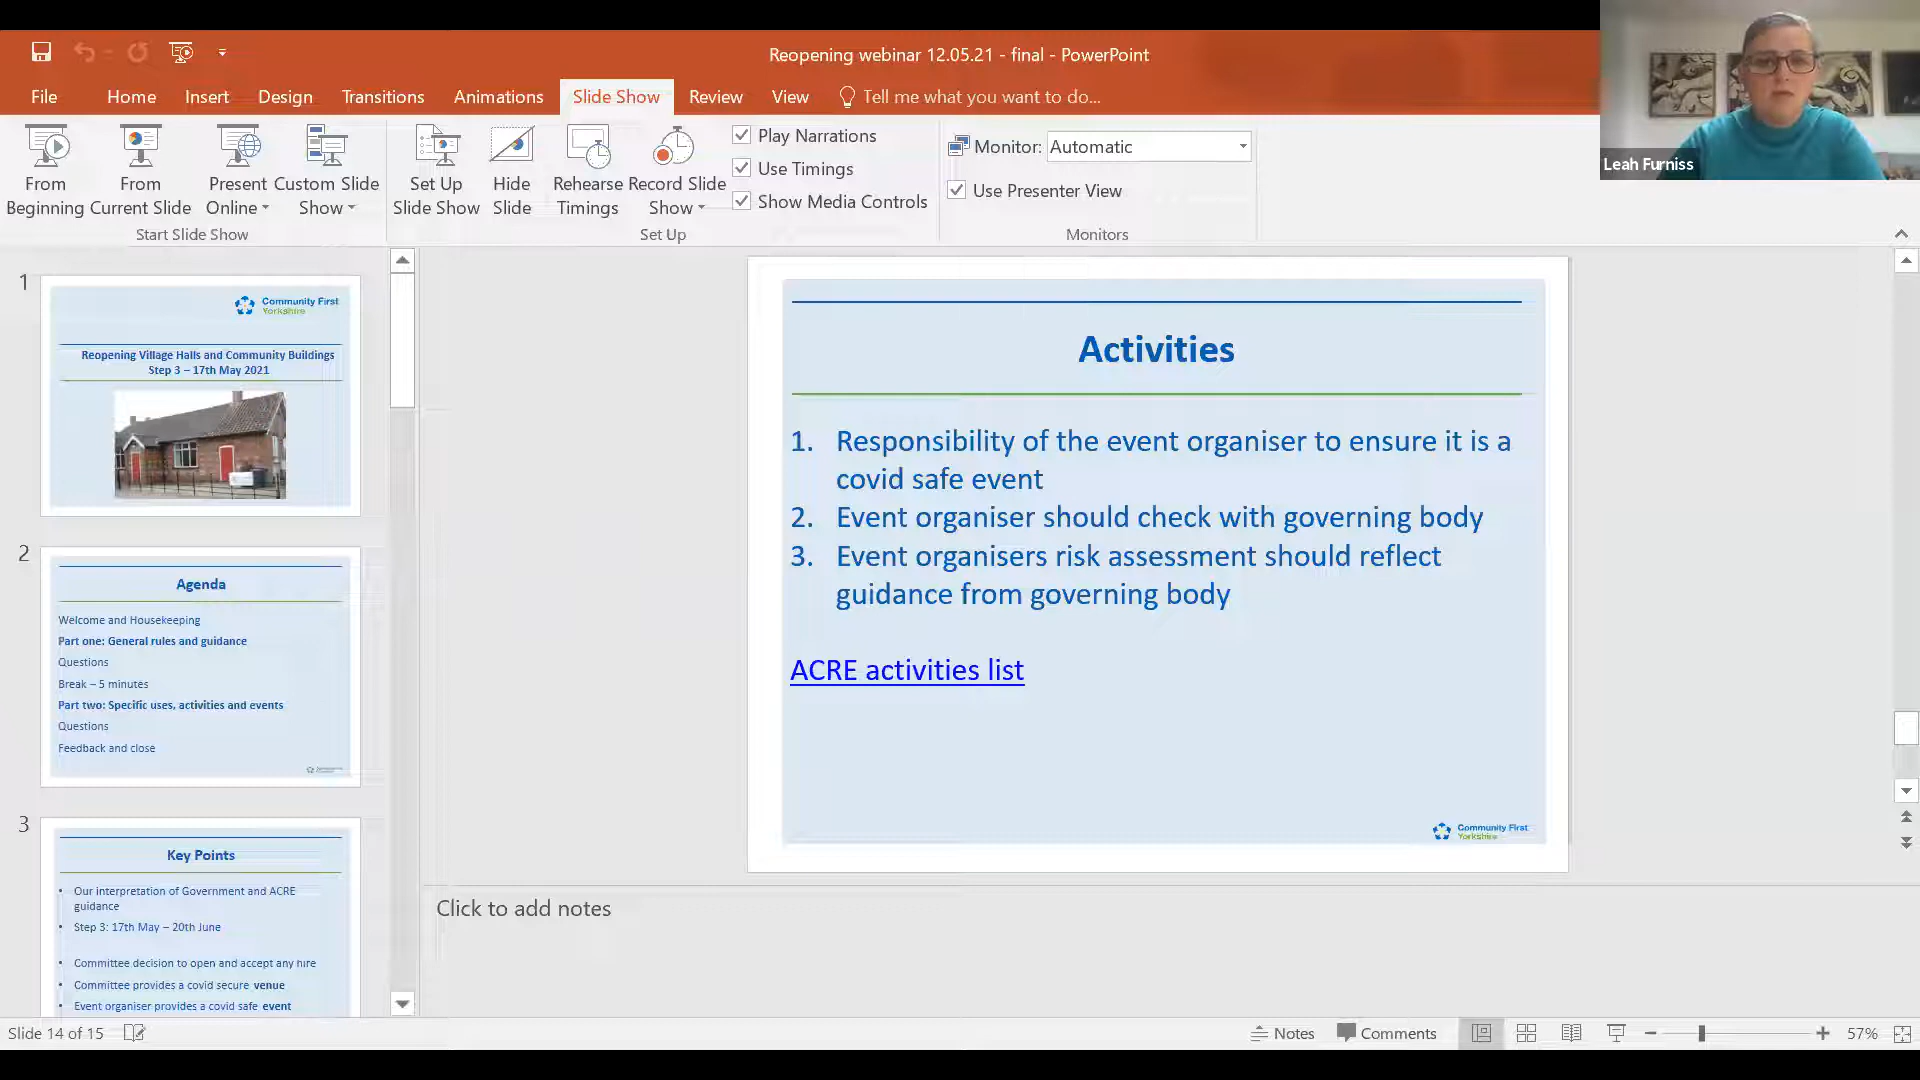 Reopening webinar 12.05.21 - final - PowerPoint
File
Home
Insert
Design
Transitions
Animations
Slide Show
Review
View
Tell me what you want to do...
Leah Furniss
From
Beginning
From
Current Slide
Present
Online
Custom Slide
Show
Start Slide Show
Set Up
Slide Show
Hide
Slide
Rehearse
Timings
Record Slide
Show
Play Narrations
Use Timings
Show Media Controls
Set Up
Monitor:
Automatic
Use Presenter View
Monitors
1
Community First
Yorkshire
Reopening Village Halls and Community Buildings
Step 3 – 17th May 2021
2
Agenda
Welcome and Housekeeping
Part one: General rules and guidance
Questions
Break – 5 minutes
Part two: Specific uses, activities and events
Questions
Feedback and close
3
Key Points
• Our interpretation of Government and ACRE
guidance
• Step 3: 17th May – 20th June
• Committee decision to open and accept any hire
• Committee provides a covid secure venue
• Event organiser provides a covid safe event
Activities
1. Responsibility of the event organiser to ensure it is a
covid safe event
2. Event organiser should check with governing body
3. Event organisers risk assessment should reflect
guidance from governing body
ACRE activities list
Community First
Yorkshire
Click to add notes
Slide 14 of 15
Notes
Comments
57%